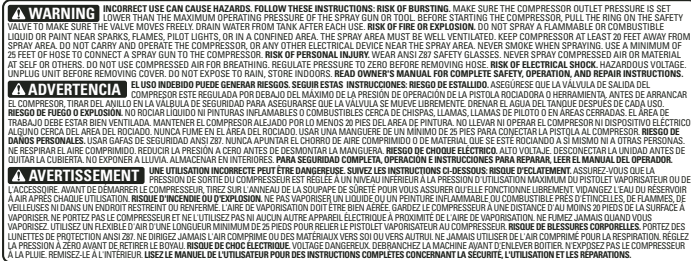 ⚠ WARNING INCORRECT USE CAN CAUSE HAZARDS. FOLLOW THESE INSTRUCTIONS: RISK OF BURSTING. MAKE SURE THE COMPRESSOR OUTLET PRESSURE IS SET
LOWER THAN THE MAXIMUM OPERATING PRESSURE OF THE SPRAY GUN OR TOOL. BEFORE STARTING THE COMPRESSOR, PULL THE RING ON THE SAFETY
VALVE TO MAKE SURE THE VALVE MOVES FREELY. DRAIN WATER FROM TANK AFTER EACH USE. RISK OF FIRE OR EXPLOSION. DO NOT SPRAY A FLAMMABLE OR COMBUSTIBLE
LIQUID OR PAINT NEAR SPARKS, FLAMES, PILOT LIGHTS, OR IN A CONFINED AREA. THE SPRAY AREA MUST BE WELL VENTILATED. KEEP COMPRESSOR AT LEAST 20 FEET AWAY FROM
SPRAY AREA. DO NOT CARRY AND OPERATE THE COMPRESSOR, OR ANY OTHER ELECTRICAL DEVICE NEAR THE SPRAY AREA. NEVER SMOKE WHEN SPRAYING. USE A MINIMUM OF
25 FEET OF HOSE TO CONNECT A SPRAY GUN TO THE COMPRESSOR. RISK OF PERSONAL INJURY. WEAR ANSI Z87 SAFETY GLASSES. NEVER SPRAY COMPRESSED AIR OR MATERIAL
AT SELF OR OTHERS. DO NOT USE COMPRESSED AIR FOR BREATHING. REGULATE PRESSURE TO ZERO BEFORE REMOVING HOSE. RISK OF ELECTRICAL SHOCK. HAZARDOUS VOLTAGE.
UNPLUG UNIT BEFORE REMOVING COVER. DO NOT EXPOSE TO RAIN, STORE INDOORS. READ OWNER'S MANUAL FOR COMPLETE SAFETY, OPERATION, AND REPAIR INSTRUCTIONS.
⚠ ADVERTENCIA EL USO INDEBIDO PUEDE GENERAR RIESGOS. SEGUIR ESTAS INSTRUCCIONES: RIESGO DE ESTALLIDO. ASEGÚRESE QUE LA VÁLVULA DE SALIDA DEL
COMPRESOR ESTE REGULADA POR DEBAJO DEL MÁXIMO DE LA PRESIÓN DE OPERACIÓN DE LA PISTOLA ROCIADORA O HERRAMIENTA, ANTES DE ARRANCAR
EL COMPRESOR, TIRAR DEL ANILLO EN LA VÁLVULA DE SEGURIDAD PARA ASEGURARSE QUE LA VÁLVULA SE MUEVE LIBREMENTE. DRENAR EL AGUA DEL TANQUE DESPUÉS DE CADA USO.
RIESGO DE FUEGO O EXPLOSIÓN. NO ROCIAR LÍQUIDO NI PINTURAS INFLAMABLES O COMBUSTIBLES CERCA DE CHISPAS, LLAMAS, LLAMAS DE PILOTO O EN ÁREAS CERRADAS. EL ÁREA DE
TRABAJO DEBE ESTAR BIEN VENTILADA. MANTENER EL COMPRESOR ALEJADO POR LO MENOS 20 PIES DEL AREA DE PINTURA. NO LLEVAR NI OPERAR EL COMPRESOR NI DISPOSITIVO ELÉCTRICO
ALGUNO CERCA DEL AREA DEL ROCIADO. NUNCA FUME EN EL ÁREA DEL ROCIADO. USAR UNA MANGUERE DE UN MÍNIMO DE 25 PIES PARA CONECTAR LA PISTOLA AL COMPRESSOR. RIESGO DE
DAÑOS PERSONALES. USAR GAFAS DE SEGURIDAD ANSI Z87. NUNCA APUNTAR EL CHORRO DE AIRE COMPRIMIDO O DE MATERIAL QUE SE ESTE ROCIANDO A SI MISMO NI A OTRAS PERSONAS.
NE RESPIRAR EL AIRE COMPRIMIDO. REDUCIR LA PRESIÓN A CERO ANTES DE DESMONTAR LA MANGUERA. RIESGO DE CHOQUE ELÉCTRICO. ALTO VOLTAJE. DESCONECTAR LA UNIDAD ANTES DE
QUITAR LA CUBIERTA. NO EXPONER A LLUVIA. ALMACENAR EN INTERIORES. PARA SEGURIDAD COMPLETA, OPERACIÓN E INSTRUCCIONES PARA REPARAR, LEER EL MANUAL DEL OPERADOR.
⚠ AVERTISSEMENT UNE UTILISATION INCORRECTE PEUT ÊTRE DANGEREUSE. SUIVEZ LES INSTRUCTIONS CI-DESSOUS: RISQUE D'ECLATEMENT. ASSUREZ-VOUS QUE LA
PRESSION DE SORTIE DU COMPRESSEUR EST RÉGLÉE À UN NIVEAU INFÉRIEUR À LA PRESSION D'UTILISATION MAXIMUM DU PISTOLET VAPORISATEUR OU DE
L'ACCESSOIRE. AVANT DE DÉMARRER LE COMPRESSEUR, TIREZ SUR L'ANNEAU DE LA SOUPAPE DE SÛRETÉ POUR VOUS ASSURER QU'ELLE FONCTIONNE LIBREMENT. VIDANGEZ L'EAU DU RÉSERVOIR
À AIR APRÈS CHAQUE UTILISATION. RISQUE D'INCENDIE OU D'EXPLOSION. NE PAS VAPORISER UN LIQUIDE OU UN PEINTURE INFLAMMABLE OU COMBUSTIBLE PRÈS D'ÉTINCELLES, DE FLAMMES, DE
VEILLEUSES NI DANS UN ENDROIT RESTREINT OU RENFERME. L'AIRE DE VAPORISATION DOIT ÊTRE BIEN AÉRÉE. GARDEZ LE COMPRESSEUR À UNE DISTANCE D'AU MOINS 20 PIEDS DE LA SURFACE À
VAPORISER. NE PORTEZ PAS LE COMPRESSEUR ET NE L'UTILISEZ PAS NI AUCUN AUTRE APPAREIL ÉLECTRIQUE À PROXIMITÉ DE L'AIRE DE VAPORISATION. NE FUMEZ JAMAIS QUAND VOUS
VAPORISEZ. UTILISEZ UN FLEXIBLE D'AIR D'UNE LONGUEUR MINIMUM DE 25 PIEDS POUR RELIER LE PISTOLET VAPORISATEUR AU COMPRESSEUR. RISQUE DE BLESSURES CORPORELLES. PORTEZ DES
LUNETTES DE PROTECTION ANSI Z87. NE DIRIGEZ JAMAIS L'AIR COMPRIME OU DES MATÉRIAUX VERS SOI OU VERS AUTRUI. NE JAMAIS UTILISER DE L'AIR COMPRIMÉ POUR LA RESPIRATION. RÉGLEZ
LA PRESSION À ZÉRO AVANT DE RETIRER LE BOYAU. RISQUE DE CHOC ÉLECTRIQUE. VOLTAGE DANGEREUX. DEBRANCHEZ LA MACHINE AVANT D'ENLEVER BOITIER. N'EXPOSEZ PAS LE COMPRESSEUR
À LA PLUIE. REMISEZ-LE À L'INTÉRIEUR. LISEZ LE MANUEL DE L'UTILISATEUR POUR DES INSTRUCTIONS COMPLÈTES CONCERNANT LA SÉCURITÉ, L'UTILISATION ET LES RÉPARATIONS.